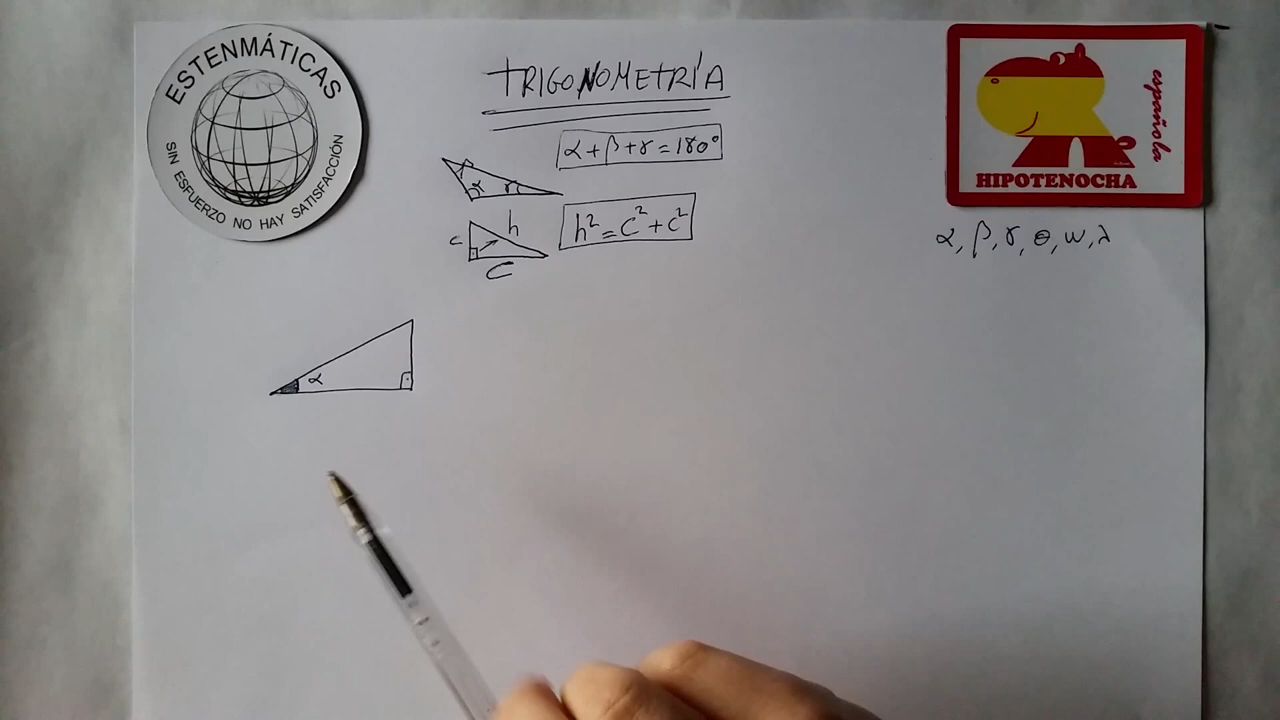 ESTENMÁTICAS
SIN ESFUERZO NO HAY SATISFACCIÓN
TRIGONOMETRÍA
α+β+γ=180°
α γ
h
c
C
h²=c²+c²
española
HIPOTENOCHA
α, β, γ, θ, ω, λ
α